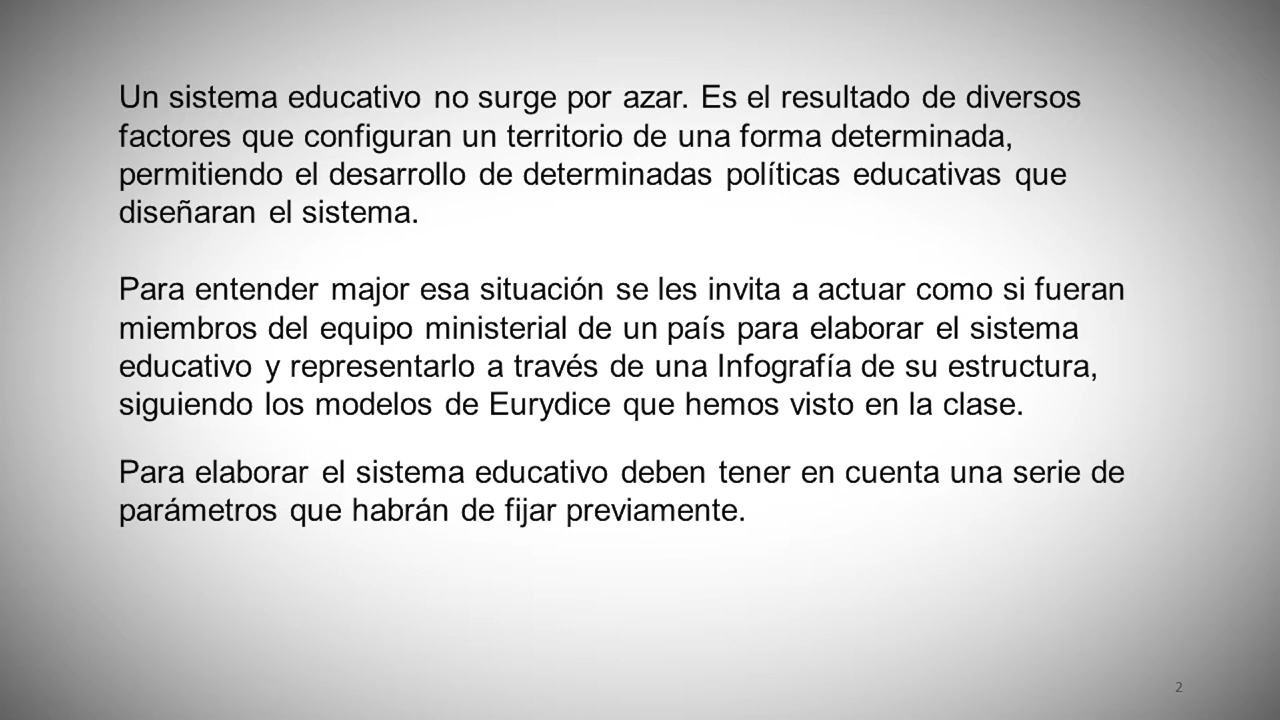 Un sistema educativo no surge por azar. Es el resultado de diversos
factores que configuran un territorio de una forma determinada,
permitiendo el desarrollo de determinadas políticas educativas que
diseñaran el sistema.
Para entender major esa situación se les invita a actuar como si fueran
miembros del equipo ministerial de un país para elaborar el sistema
educativo y representarlo a través de una Infografía de su estructura,
siguiendo los modelos de Eurydice que hemos visto en la clase.
Para elaborar el sistema educativo deben tener en cuenta una serie de
parámetros que habrán de fijar previamente.
2